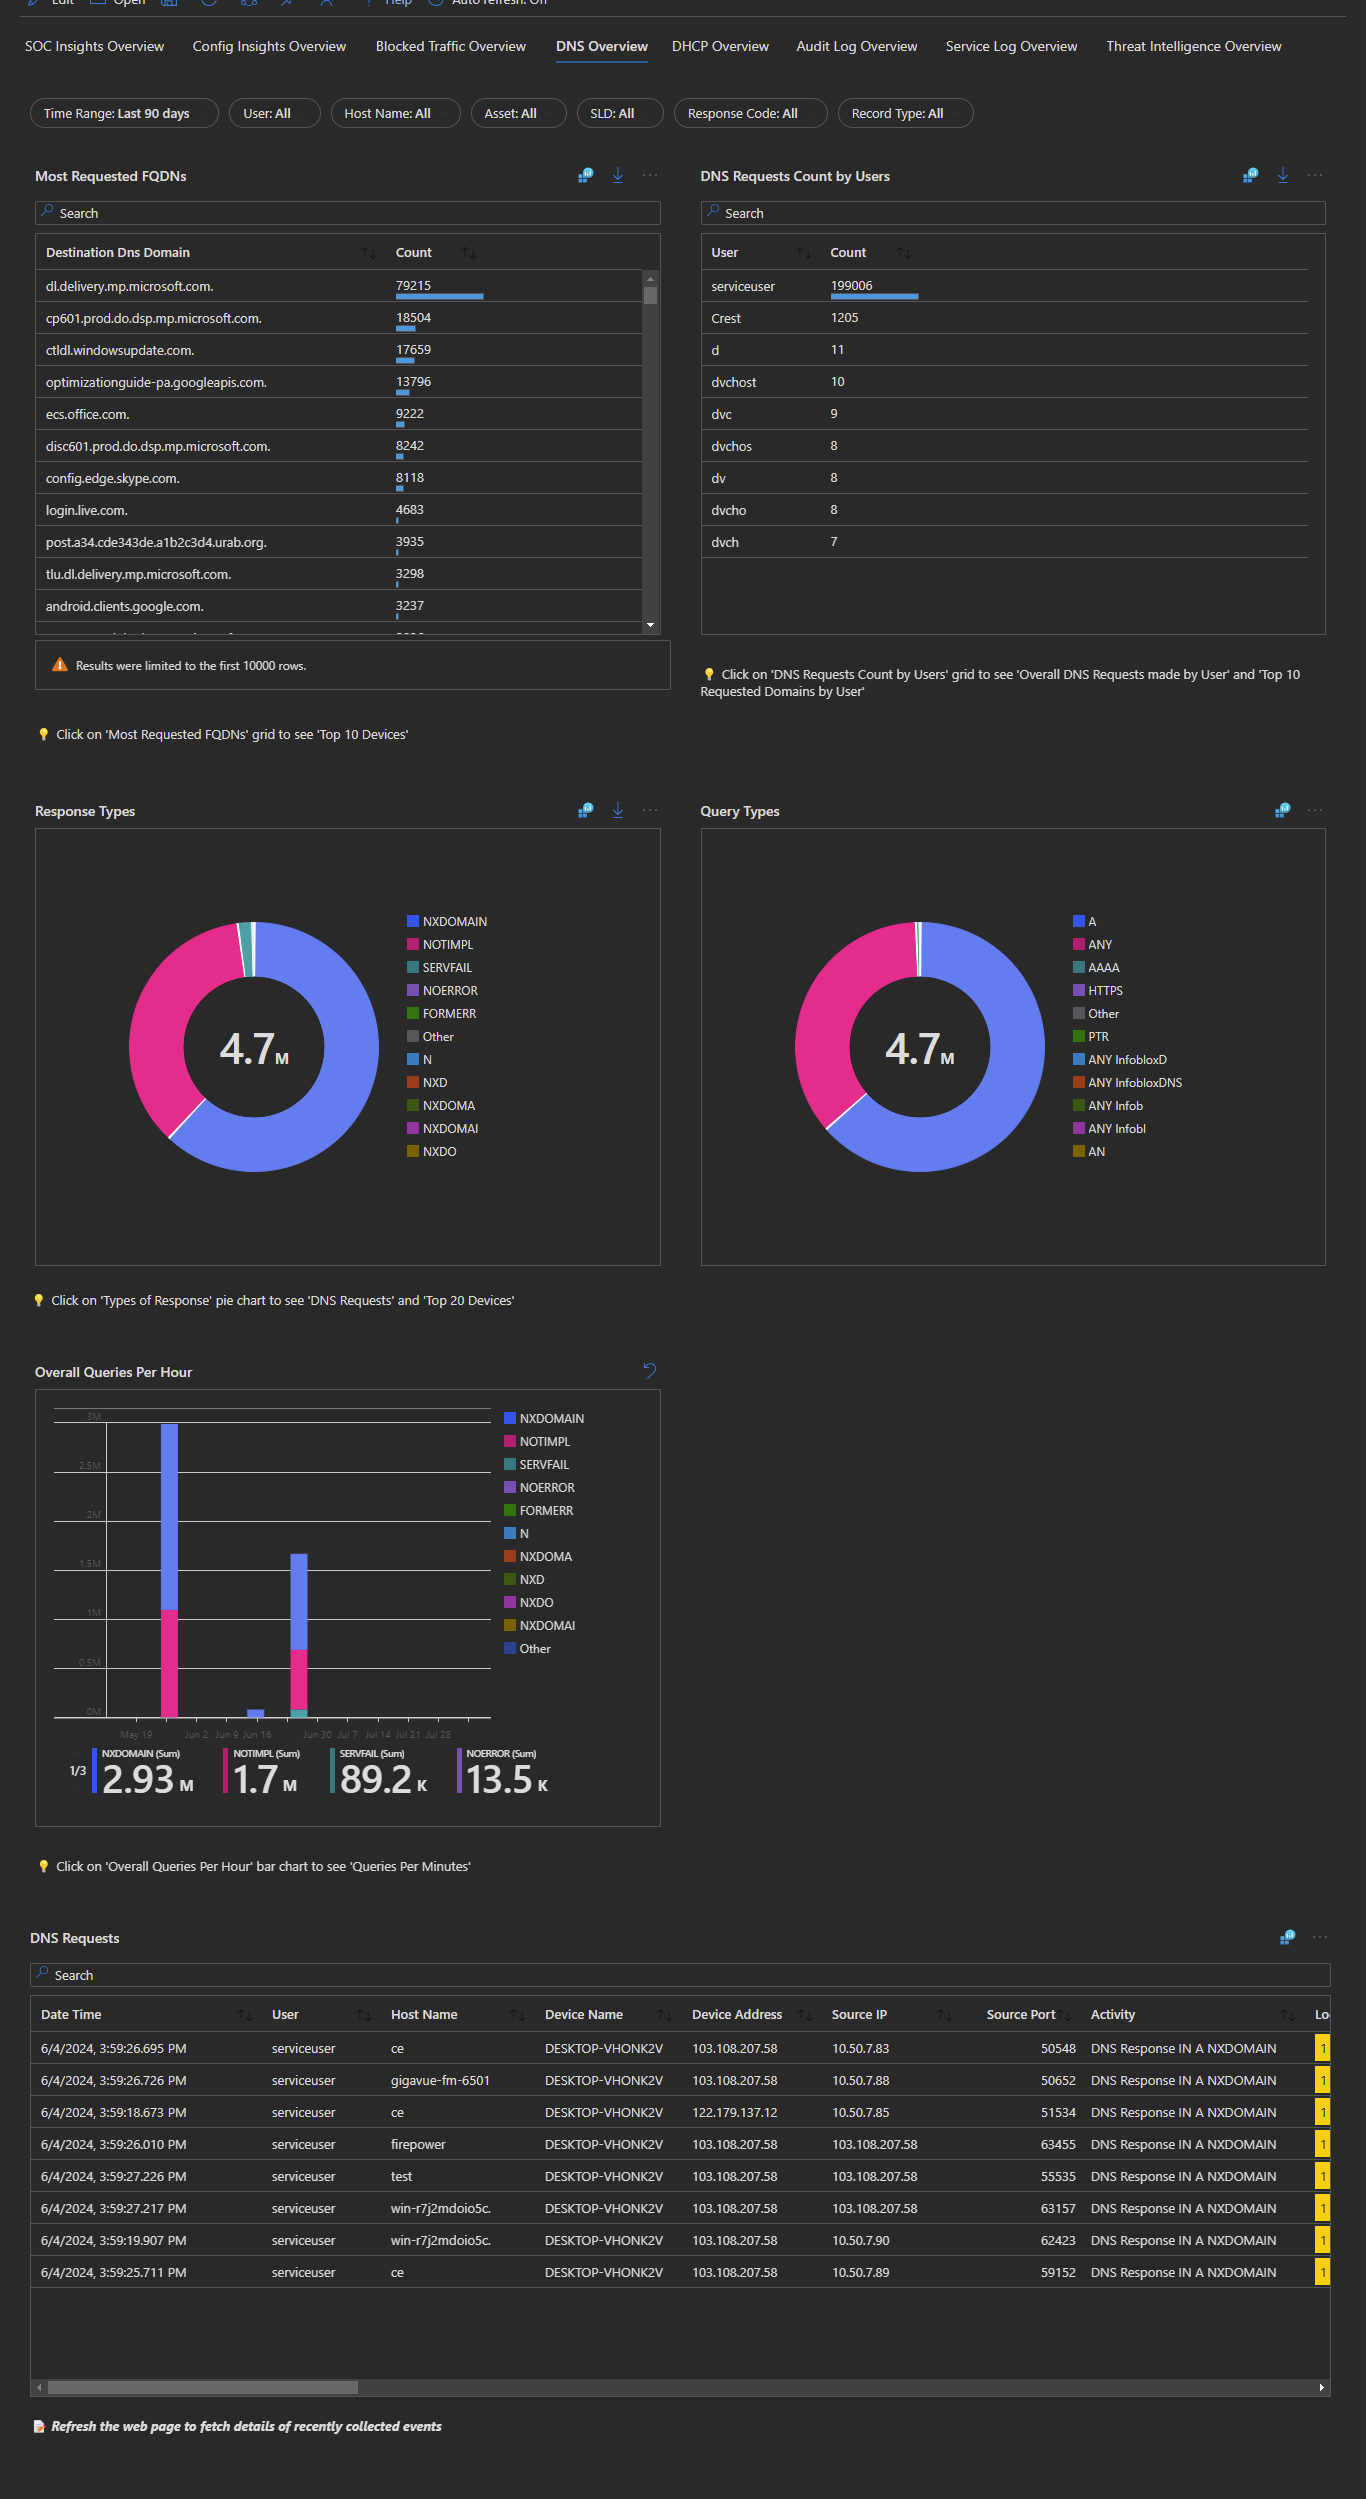 Edit Open Help Auto refresh: Off
SOC Insights Overview Config Insights Overview Blocked Traffic Overview DNS Overview DHCP Overview Audit Log Overview Service Log Overview Threat Intelligence Overview
Time Range: Last 90 days User: All Host Name: All Asset: All SLD: All Response Code: All Record Type: All
Most Requested FQDNs
Search
Destination Dns Domain Count
dl.delivery.mp.microsoft.com. 79215
cp601.prod.do.dsp.mp.microsoft.com. 18504
ctldl.windowsupdate.com. 17659
optimizationguide-pa.googleapis.com. 13796
ecs.office.com. 9222
disc601.prod.do.dsp.mp.microsoft.com. 8242
config.edge.skype.com. 8118
login.live.com. 4683
post.a34.cde343de.a1b2c3d4.urab.org. 3935
tlu.dl.delivery.mp.microsoft.com. 3298
android.clients.google.com. 3237
Results were limited to the first 10000 rows.
Click on 'Most Requested FQDNs' grid to see 'Top 10 Devices'
DNS Requests Count by Users
Search
User Count
serviceuser 199006
Crest 1205
d 11
dvchost 10
dvc 9
dvchos 8
dv 8
dvcho 8
dvch 7
Click on 'DNS Requests Count by Users' grid to see 'Overall DNS Requests made by User' and 'Top 10
Requested Domains by User'
Response Types
4.7M
NXDOMAIN
NOTIMPL
SERVFAIL
NOERROR
FORMERR
Other
N
NXD
NXDOMA
NXDOMAI
NXDO
Click on 'Types of Response' pie chart to see 'DNS Requests' and 'Top 20 Devices'
Query Types
4.7M
A
ANY
AAAA
HTTPS
Other
PTR
ANY InfobloxD
ANY InfobloxDNS
ANY Infob
ANY Infobl
AN
Overall Queries Per Hour
3M
2.5M
2M
1.5M
1M
0.5M
0M
May 19 Jun 2 Jun 9 Jun 16 Jun 30 Jul 7 Jul 14 Jul 21 Jul 28
NXDOMAIN
NOTIMPL
SERVFAIL
NOERROR
FORMERR
N
NXDOMA
NXD
NXDO
NXDOMAI
Other
1/3
NXDOMAIN (Sum) NOTIMPL (Sum) SERVFAIL (Sum) NOERROR (Sum)
2.93 M 1.7 M 89.2 K 13.5 K
Click on 'Overall Queries Per Hour' bar chart to see 'Queries Per Minutes'
DNS Requests
Search
Date Time User Host Name Device Name Device Address Source IP Source Port Activity Lo
6/4/2024, 3:59:26.695 PM serviceuser ce DESKTOP-VHONK2V 103.108.207.58 10.50.7.83 50548 DNS Response IN A NXDOMAIN 1
6/4/2024, 3:59:26.726 PM serviceuser gigavue-fm-6501 DESKTOP-VHONK2V 103.108.207.58 10.50.7.88 50652 DNS Response IN A NXDOMAIN 1
6/4/2024, 3:59:18.673 PM serviceuser ce DESKTOP-VHONK2V 122.179.137.12 10.50.7.85 51534 DNS Response IN A NXDOMAIN 1
6/4/2024, 3:59:26.010 PM serviceuser firepower DESKTOP-VHONK2V 103.108.207.58 103.108.207.58 63455 DNS Response IN A NXDOMAIN 1
6/4/2024, 3:59:27.226 PM serviceuser test DESKTOP-VHONK2V 103.108.207.58 103.108.207.58 55535 DNS Response IN A NXDOMAIN 1
6/4/2024, 3:59:27.217 PM serviceuser win-r7j2mdoio5c. DESKTOP-VHONK2V 103.108.207.58 103.108.207.58 63157 DNS Response IN A NXDOMAIN 1
6/4/2024, 3:59:19.907 PM serviceuser win-r7j2mdoio5c. DESKTOP-VHONK2V 103.108.207.58 10.50.7.90 62423 DNS Response IN A NXDOMAIN 1
6/4/2024, 3:59:25.711 PM serviceuser ce DESKTOP-VHONK2V 103.108.207.58 10.50.7.89 59152 DNS Response IN A NXDOMAIN 1
Refresh the web page to fetch details of recently collected events